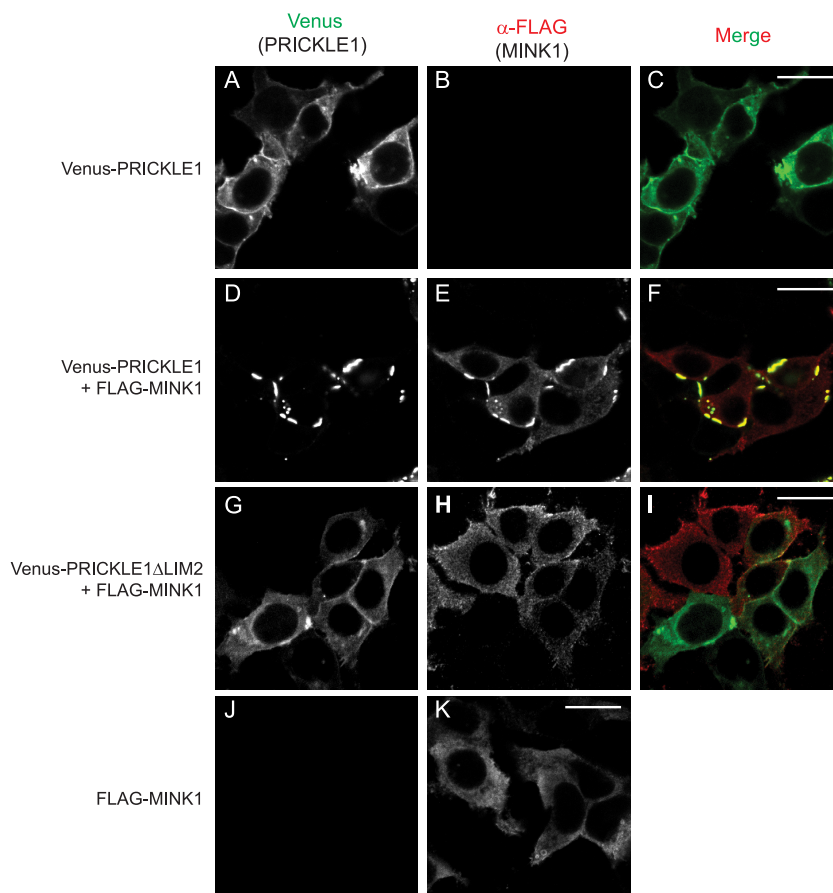 Venus
(PRICKLE1)
α-FLAG
(MINK1)
Merge
Venus-PRICKLE1
A
B
C
Venus-PRICKLE1
+ FLAG-MINK1
D
E
F
Venus-PRICKLE1ΔLIM2
+ FLAG-MINK1
G
H
I
FLAG-MINK1
J
K